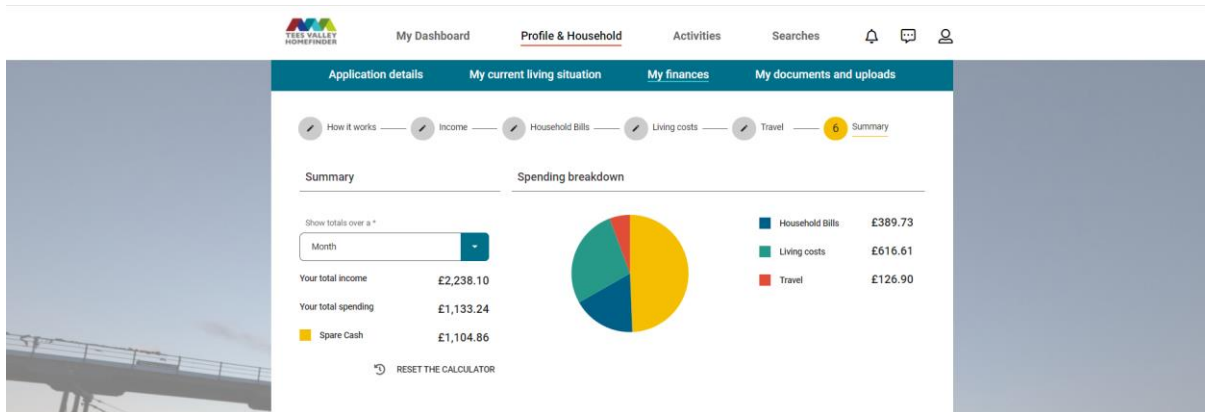 TEES VALLEY
HOMEFINDER
My Dashboard
Profile & Household
Activities
Searches
Application details
My current living situation
My finances
My documents and uploads
How it works
Income
Household Bills
Living costs
Travel
6
Summary
Summary
Spending breakdown
Show totals over a *
Month
Your total income £2,238.10
Your total spending £1,133.24
Spare Cash £1,104.86
RESET THE CALCULATOR
Household Bills £389.73
Living costs £616.61
Travel £126.90